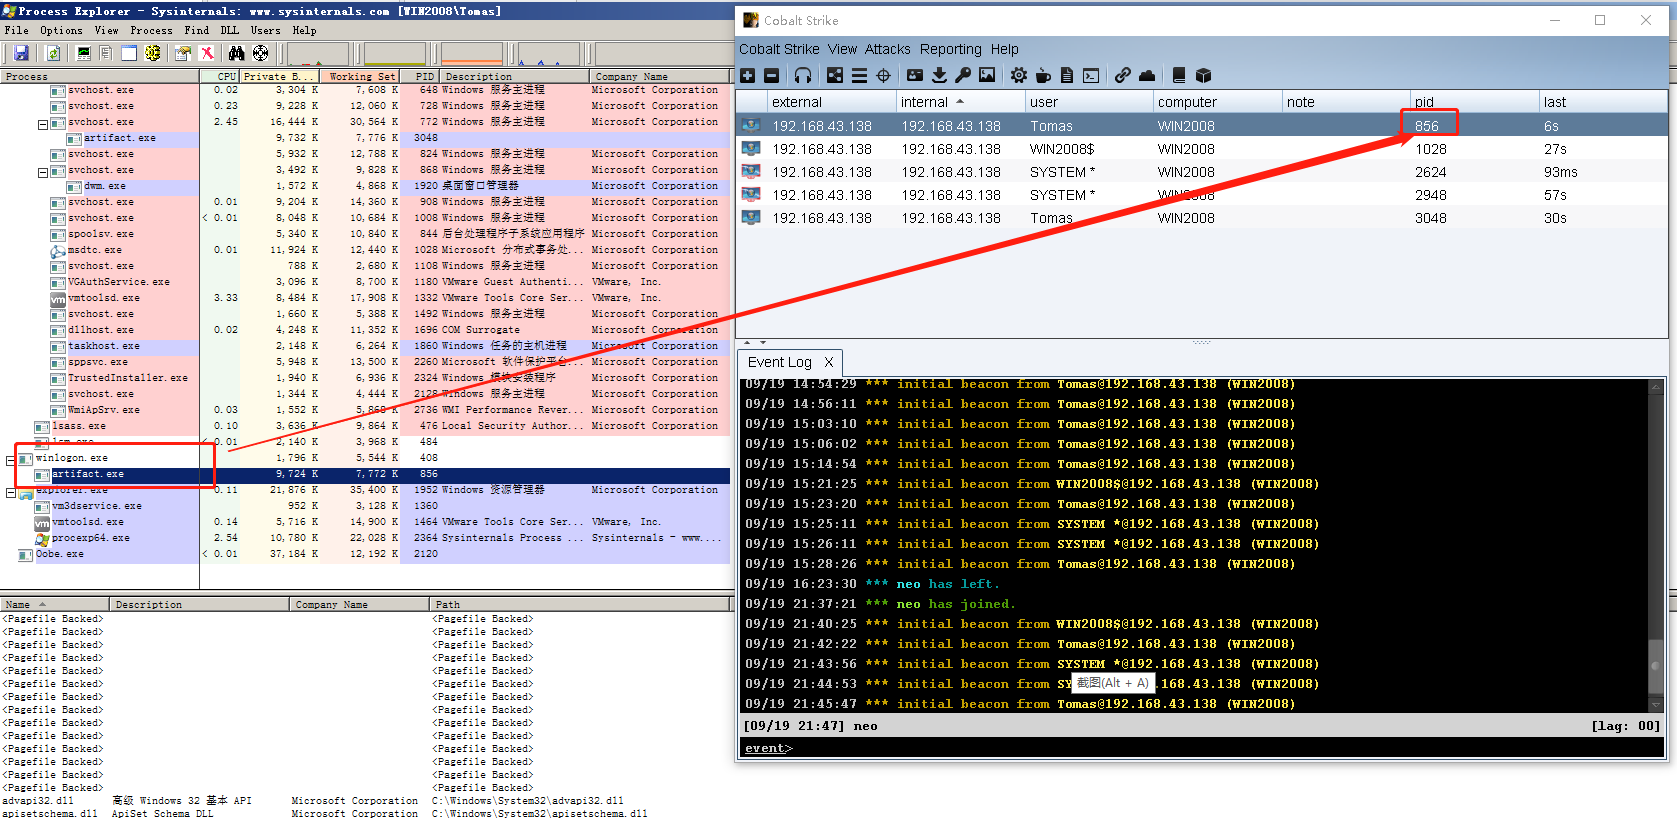 Process Explorer - Sysinternals: www.sysinternals.com [WIN2008\Tomas]
File Options View Process Find DLL Users Help
Process CPU Private B... Working Set PID Description Company Name
svchost.exe 0.02 3,304 K 7,608 K 648 Windows 服务主进程 Microsoft Corporation
svchost.exe 0.23 9,228 K 12,060 K 728 Windows 服务主进程 Microsoft Corporation
svchost.exe 2.45 16,444 K 30,564 K 772 Windows 服务主进程 Microsoft Corporation
artifact.exe 9,732 K 7,776 K 3048
svchost.exe 5,932 K 12,788 K 824 Windows 服务主进程 Microsoft Corporation
svchost.exe 3,492 K 9,828 K 868 Windows 服务主进程 Microsoft Corporation
dwm.exe 1,572 K 4,868 K 1920 桌面窗口管理器 Microsoft Corporation
svchost.exe 0.01 9,204 K 14,360 K 908 Windows 服务主进程 Microsoft Corporation
svchost.exe < 0.01 8,048 K 10,684 K 1008 Windows 服务主进程 Microsoft Corporation
spoolsv.exe 5,340 K 10,840 K 844 后台处理程序子系统应用程序 Microsoft Corporation
msdtc.exe 0.01 11,924 K 12,440 K 1028 Microsoft 分布式事务处... Microsoft Corporation
svchost.exe 788 K 2,680 K 1108 Windows 服务主进程 Microsoft Corporation
VGAuthService.exe 3,096 K 8,700 K 1180 VMware Guest Authenti... VMware, Inc.
vmtoolsd.exe 3.33 8,484 K 17,908 K 1332 VMware Tools Core Ser... VMware, Inc.
svchost.exe 1,660 K 5,388 K 1492 Windows 服务主进程 Microsoft Corporation
dllhost.exe 0.02 4,248 K 11,352 K 1696 COM Surrogate Microsoft Corporation
taskhost.exe 2,148 K 6,264 K 1860 Windows 任务的主机进程 Microsoft Corporation
sppsvc.exe 5,948 K 13,500 K 2260 Microsoft 软件保护平台... Microsoft Corporation
TrustedInstaller.exe 1,940 K 6,936 K 2324 Windows 模块安装程序 Microsoft Corporation
svchost.exe 1,344 K 4,444 K 2128 Windows 服务主进程 Microsoft Corporation
WmiApSrv.exe 0.03 1,552 K 5,868 K 2736 WMI Performance Rever... Microsoft Corporation
lsass.exe 0.10 3,636 K 9,864 K 476 Local Security Author... Microsoft Corporation
lsm.exe < 0.01 2,140 K 3,968 K 484
winlogon.exe 1,796 K 5,544 K 408
artifact.exe 9,724 K 7,772 K 856
explorer.exe 0.11 21,876 K 35,400 K 1952 Windows 资源管理器 Microsoft Corporation
vm3dservice.exe 952 K 3,128 K 1360
vmtoolsd.exe 0.14 5,716 K 14,900 K 1464 VMware Tools Core Ser... VMware, Inc.
procexp64.exe 2.54 10,780 K 22,028 K 2364 Sysinternals Process ... Sysinternals - www....
Oobe.exe < 0.01 37,184 K 12,192 K 2120
Name Description Company Name Path
<Pagefile Backed> <Pagefile Backed>
<Pagefile Backed> <Pagefile Backed>
<Pagefile Backed> <Pagefile Backed>
<Pagefile Backed> <Pagefile Backed>
<Pagefile Backed> <Pagefile Backed>
<Pagefile Backed> <Pagefile Backed>
<Pagefile Backed> <Pagefile Backed>
<Pagefile Backed> <Pagefile Backed>
<Pagefile Backed> <Pagefile Backed>
<Pagefile Backed> <Pagefile Backed>
<Pagefile Backed> <Pagefile Backed>
<Pagefile Backed> <Pagefile Backed>
<Pagefile Backed> <Pagefile Backed>
<Pagefile Backed> <Pagefile Backed>
advapi32.dll 高级 Windows 32 基本 API Microsoft Corporation C:\Windows\System32\advapi32.dll
apisetschema.dll ApiSet Schema DLL Microsoft Corporation C:\Windows\System32\apisetschema.dll
Cobalt Strike
Cobalt Strike View Attacks Reporting Help
external internal user computer note pid last
192.168.43.138 192.168.43.138 Tomas WIN2008 856 6s
192.168.43.138 192.168.43.138 WIN2008$ WIN2008 1028 27s
192.168.43.138 192.168.43.138 SYSTEM * WIN2008 2624 93ms
192.168.43.138 192.168.43.138 SYSTEM * WIN2008 2948 57s
192.168.43.138 192.168.43.138 Tomas WIN2008 3048 30s
Event Log X
09/19 14:54:29 *** initial beacon from Tomas@192.168.43.138 (WIN2008)
09/19 14:56:11 *** initial beacon from Tomas@192.168.43.138 (WIN2008)
09/19 15:03:10 *** initial beacon from Tomas@192.168.43.138 (WIN2008)
09/19 15:06:02 *** initial beacon from Tomas@192.168.43.138 (WIN2008)
09/19 15:14:54 *** initial beacon from Tomas@192.168.43.138 (WIN2008)
09/19 15:21:25 *** initial beacon from WIN2008$@192.168.43.138 (WIN2008)
09/19 15:23:20 *** initial beacon from Tomas@192.168.43.138 (WIN2008)
09/19 15:25:11 *** initial beacon from SYSTEM *@192.168.43.138 (WIN2008)
09/19 15:26:11 *** initial beacon from SYSTEM *@192.168.43.138 (WIN2008)
09/19 15:28:26 *** initial beacon from Tomas@192.168.43.138 (WIN2008)
09/19 16:23:30 *** neo has left.
09/19 21:37:21 *** neo has joined.
09/19 21:40:25 *** initial beacon from WIN2008$@192.168.43.138 (WIN2008)
09/19 21:42:22 *** initial beacon from Tomas@192.168.43.138 (WIN2008)
09/19 21:43:56 *** initial beacon from SYSTEM *@192.168.43.138 (WIN2008)
09/19 21:44:53 *** initial beacon from SY 截图(Alt + A) .168.43.138 (WIN2008)
09/19 21:45:47 *** initial beacon from Tomas@192.168.43.138 (WIN2008)
[09/19 21:47] neo [lag: 00]
event>